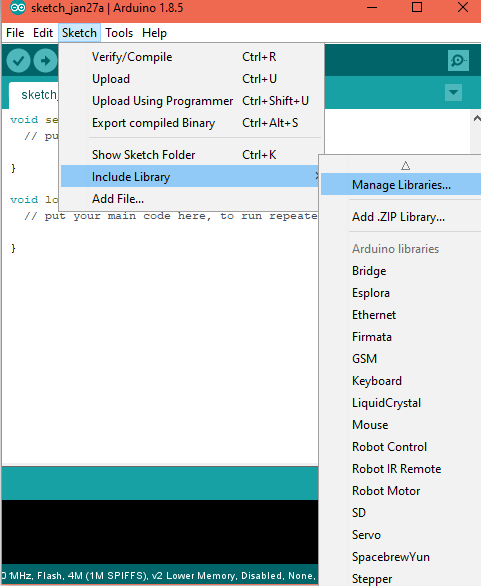 sketch_jan27a | Arduino 1.8.5
File Edit Sketch Tools Help
Verify/Compile Ctrl+R
Upload Ctrl+U
Upload Using Programmer Ctrl+Shift+U
Export compiled Binary Ctrl+Alt+S
Show Sketch Folder Ctrl+K
Include Library
Add File...
△
Manage Libraries...
Add .ZIP Library...
Arduino libraries
Bridge
Esplora
Ethernet
Firmata
GSM
Keyboard
LiquidCrystal
Mouse
Robot Control
Robot IR Remote
Robot Motor
SD
Servo
SpacebrewYun
Stepper
sketch_
void se
// pu
}
void lo
// put your main code here, to run repeate
}
0 MHz, Flash, 4M (1M SPIFFS), v2 Lower Memory, Disabled, None,